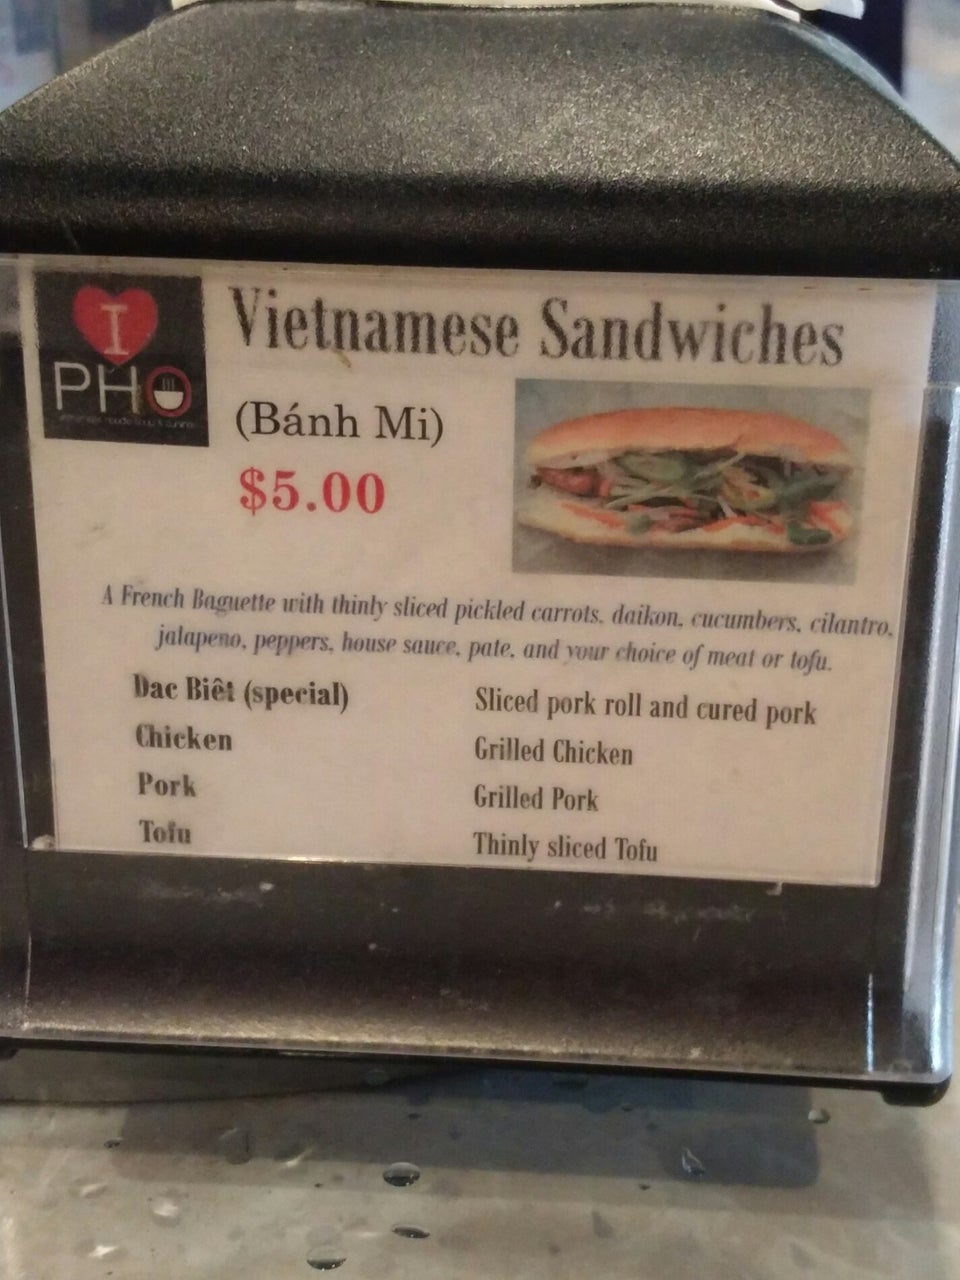 I
PHO
Vietnamese Sandwiches
(Bánh Mi)
$5.00
A French Baguette with thinly sliced pickled carrots, daikon, cucumbers, cilantro,
jalapeno, peppers, house sauce, pate, and your choice of meat or tofu.
Dac Biêt (special) Sliced pork roll and cured pork
Chicken Grilled Chicken
Pork Grilled Pork
Tofu Thinly sliced Tofu